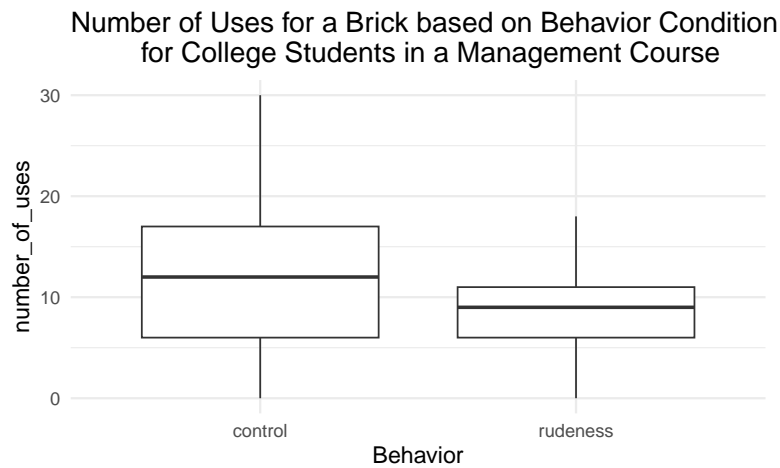 Number of Uses for a Brick based on Behavior Condition
for College Students in a Management Course
30
20
10
0
number_of_uses
control
rudeness
Behavior